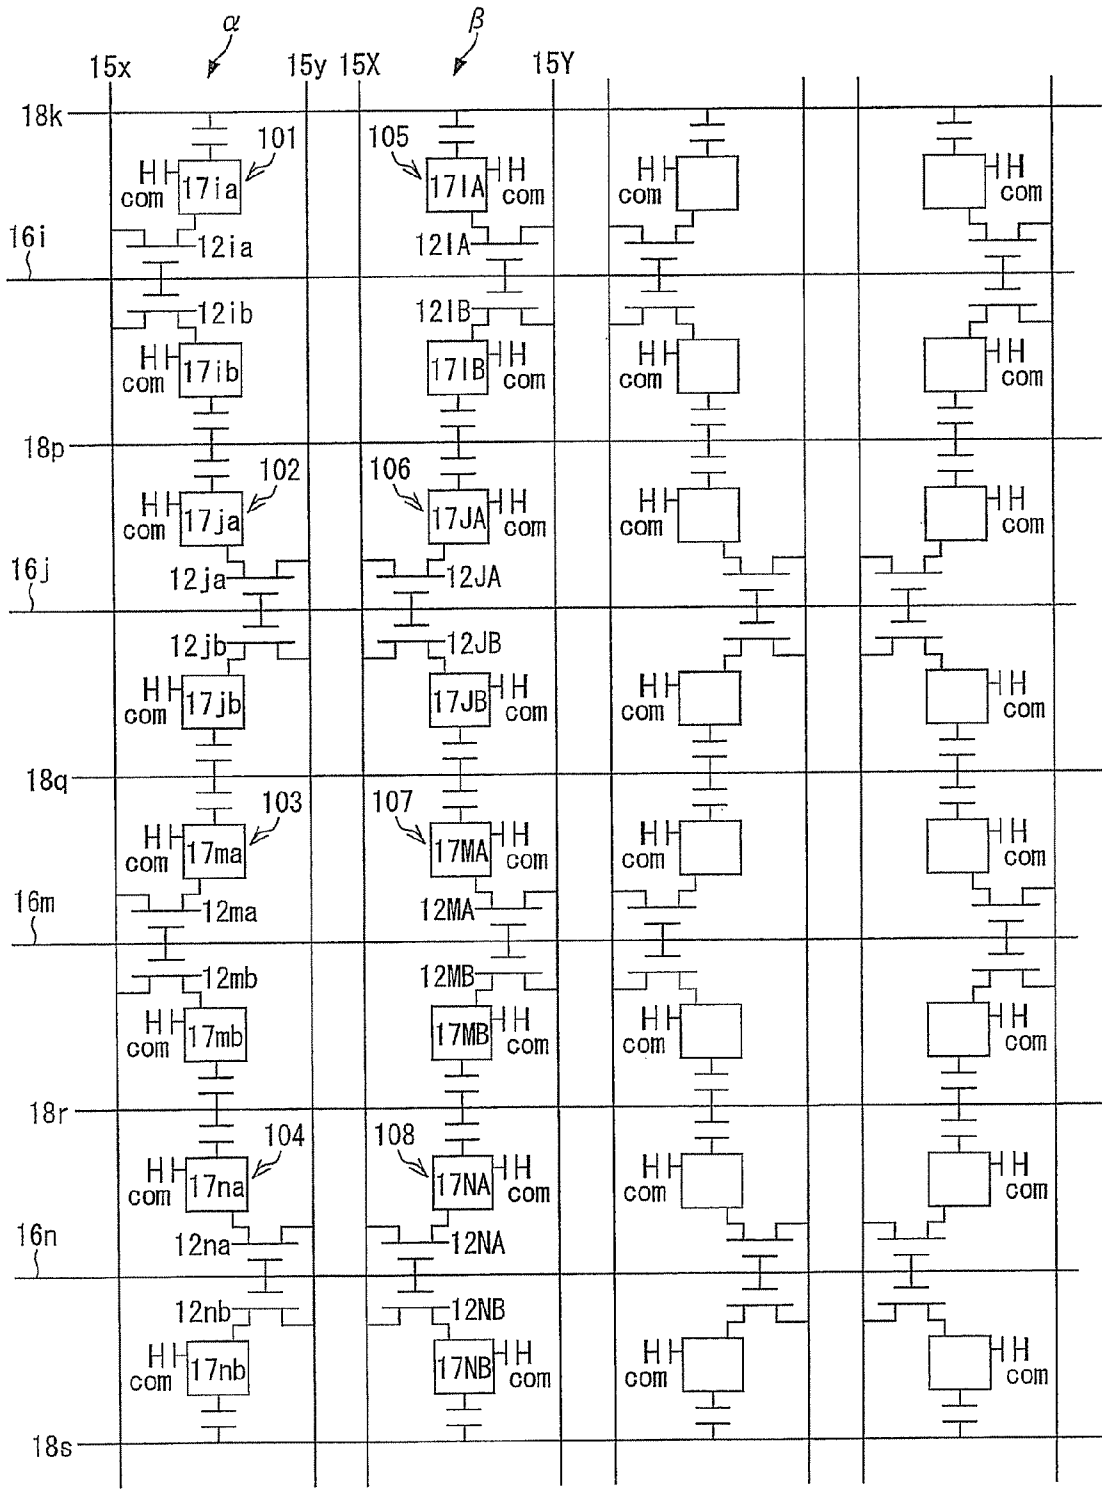 α β
15x 15y 15X 15Y
18k
101 105
17ia 17IA
com com com com
16i 12ia 12IA
12ib 12IB
17ib 17IB
com com com com
18p
102 106
17ja 17JA
com com com com
16j 12ja 12JA
12jb 12JB
17jb 17JB
com com com com
18q
103 107
17ma 17MA
com com com com
16m 12ma 12MA
12mb 12MB
17mb 17MB
com com com com
18r
104 108
17na 17NA
com com com com
16n 12na 12NA
12nb 12NB
17nb 17NB
com com com com
18s